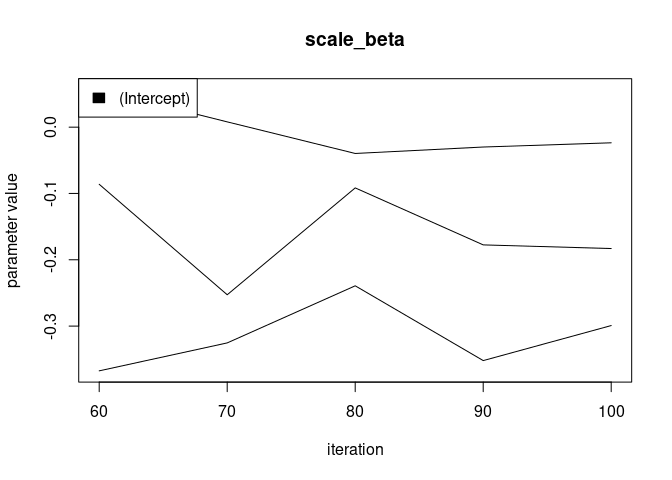 scale_beta
(Intercept)
0.0
-0.1
-0.2
-0.3
parameter value
60 70 80 90 100
iteration